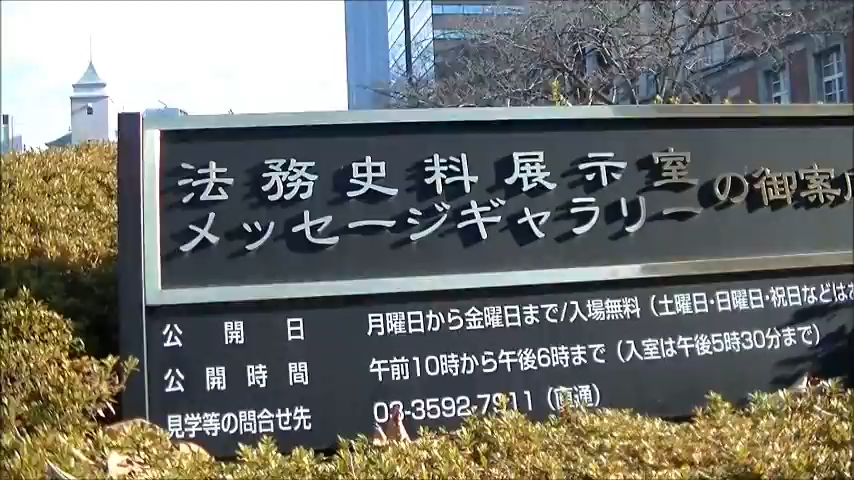 法務史料展示室
メッセージギャラリーの御案
公開日 月曜日から金曜日まで/入場無料（土曜日・日曜日・祝日などは
公開時間 午前10時から午後6時まで（入室は午後5時30分まで）
見学等の問合せ先 03-3592-7911（直通）